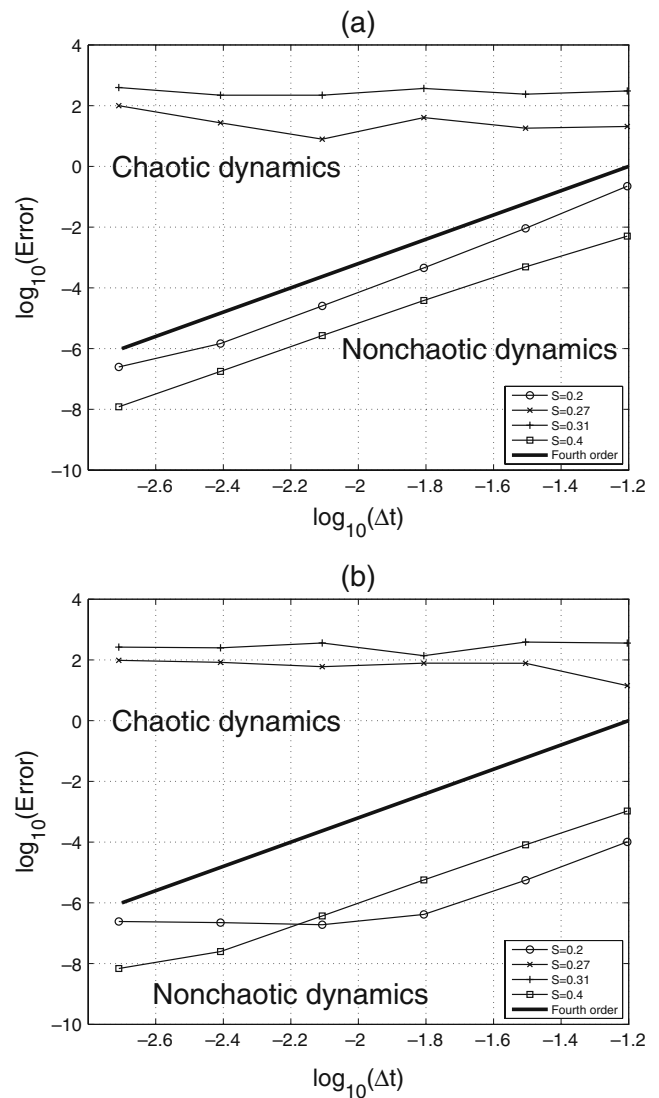 (a)
4
2
0
−2
−4
−6
−8
−10
log10(Error)
Chaotic dynamics
Nonchaotic dynamics
S=0.2
S=0.27
S=0.31
S=0.4
Fourth order
−2.6 −2.4 −2.2 −2 −1.8 −1.6 −1.4 −1.2
log10(Δt)
(b)
4
2
0
−2
−4
−6
−8
−10
log10(Error)
Chaotic dynamics
Nonchaotic dynamics
S=0.2
S=0.27
S=0.31
S=0.4
Fourth order
−2.6 −2.4 −2.2 −2 −1.8 −1.6 −1.4 −1.2
log10(Δt)